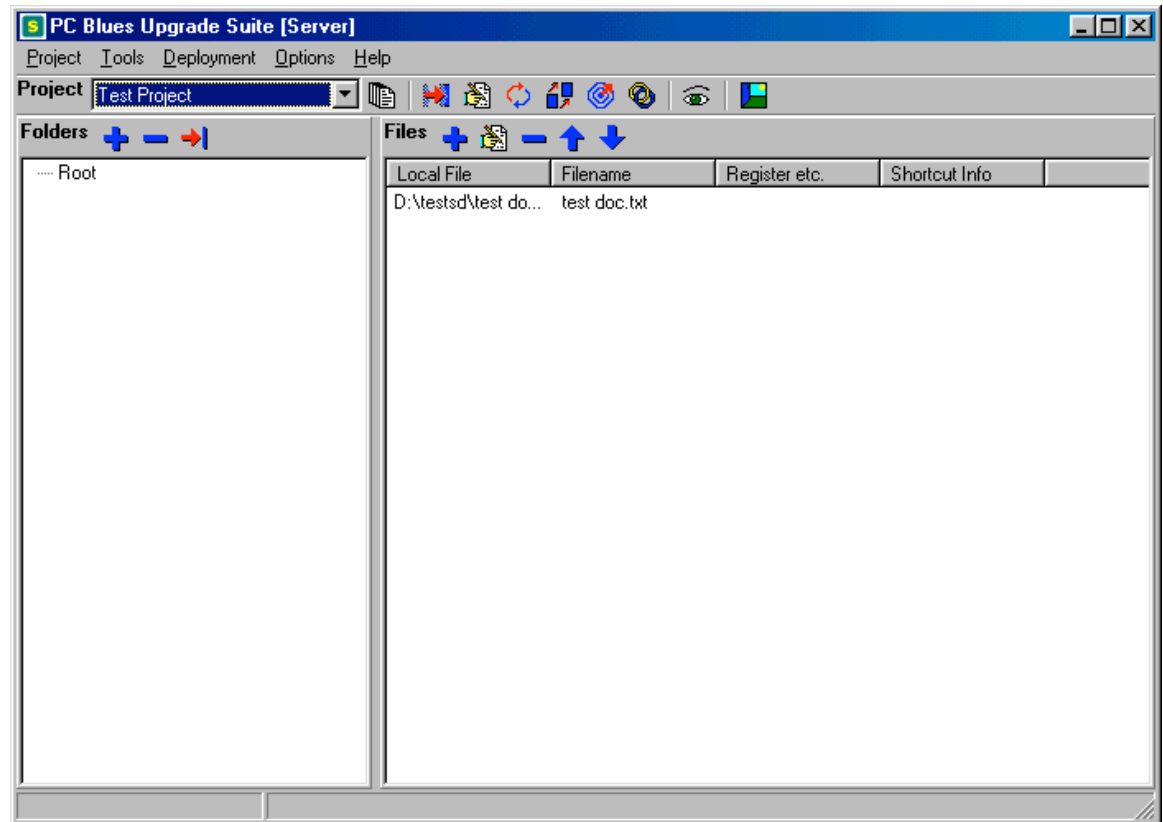 S PC Blues Upgrade Suite [Server]
Project Tools Deployment Options Help
Project Test Project
Folders Files
Root
Local File Filename Register etc. Shortcut Info
D:\testsd\test do... test doc.txt